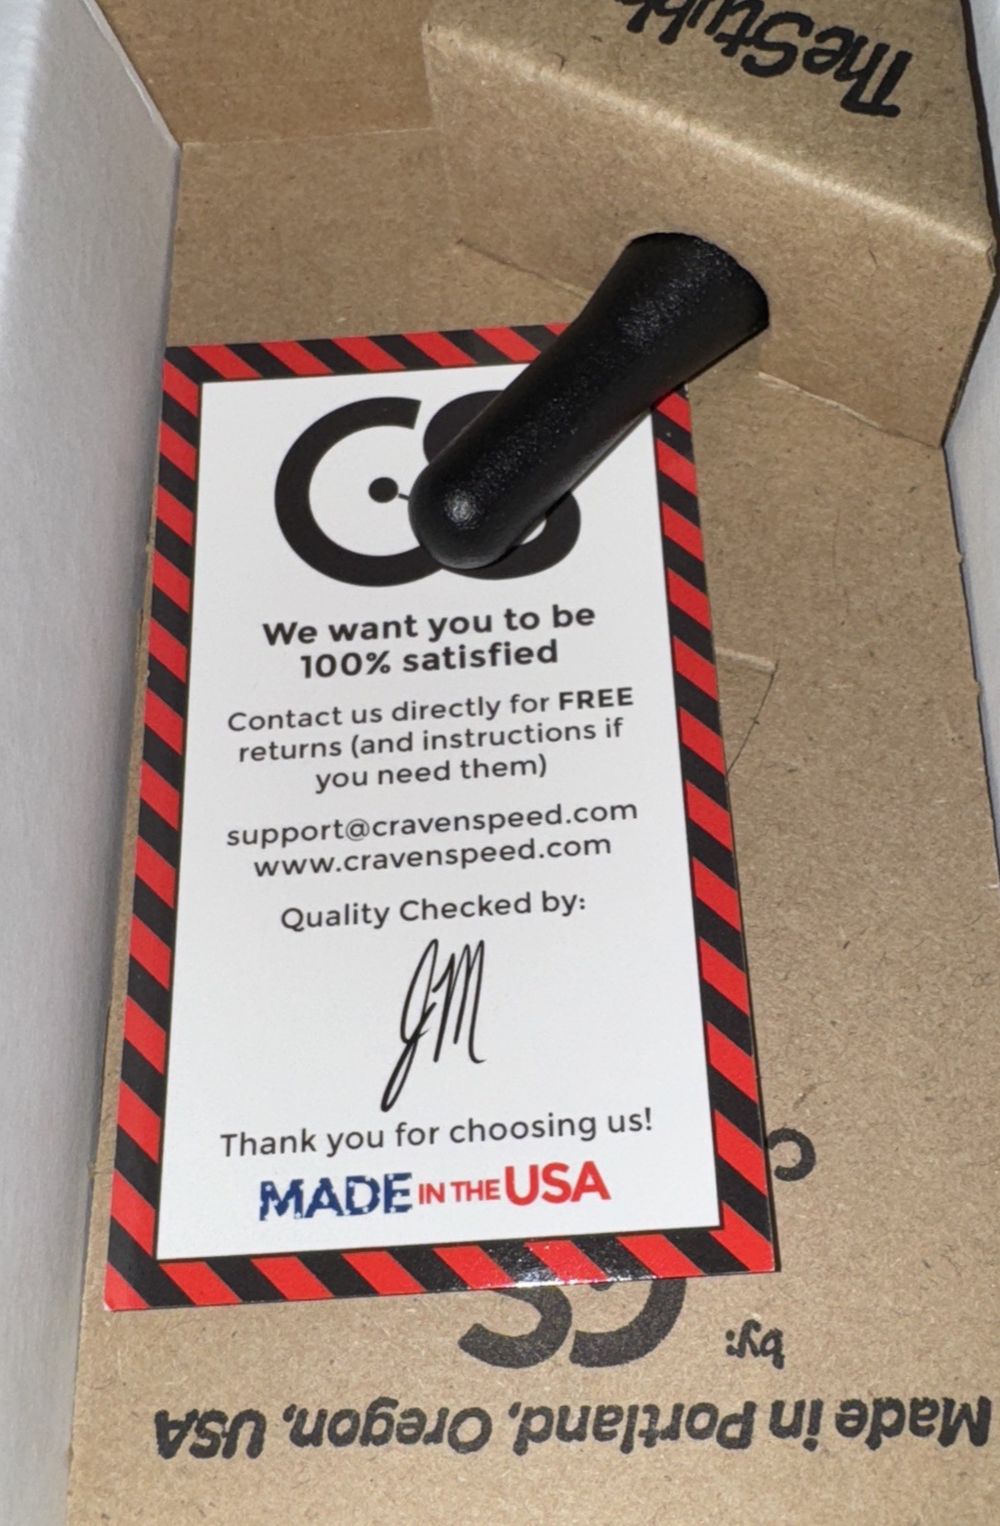 We want you to be
100% satisfied
Contact us directly for FREE
returns (and instructions if
you need them)
support@cravenspeed.com
www.cravenspeed.com
Quality Checked by:
JM
Thank you for choosing us!
MADE IN THE USA
CS
by:
Made in Portland, Oregon, USA